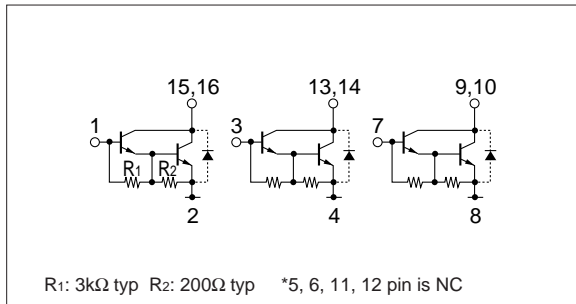 15,16 13,14 9,10
1 3 7
R1 R2
2 4 8
R1: 3kΩ typ R2: 200Ω typ *5, 6, 11, 12 pin is NC